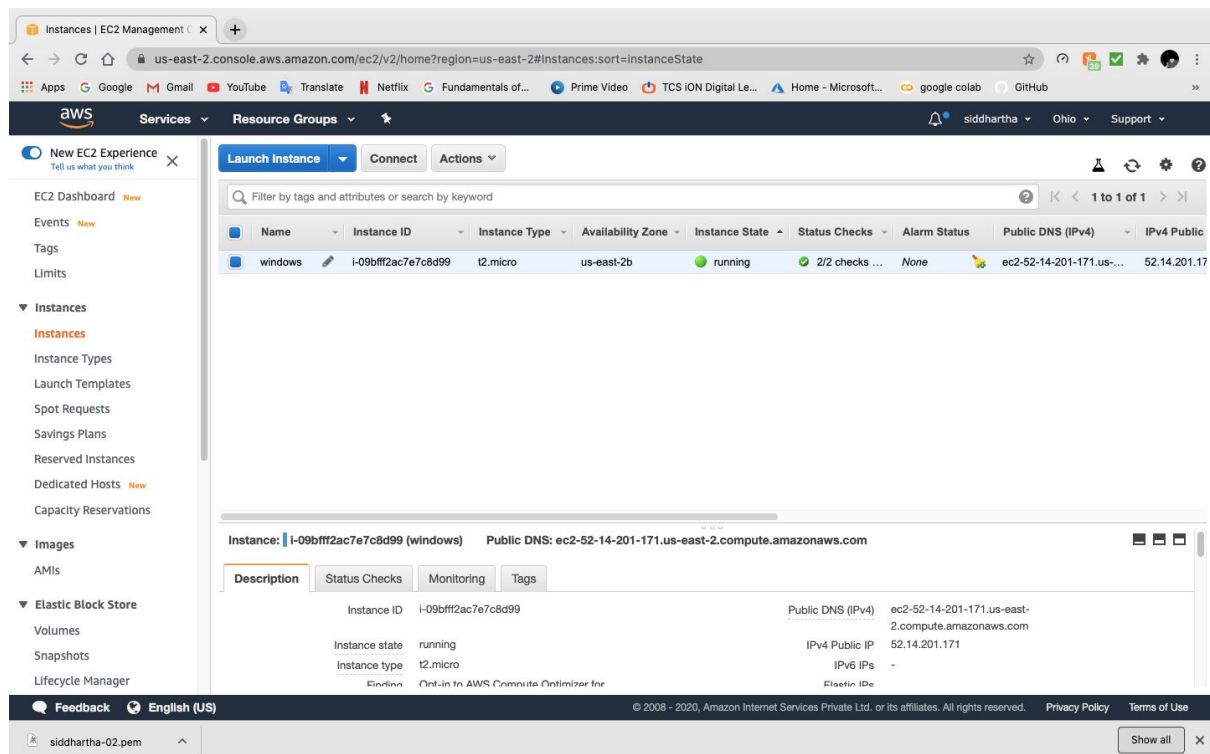 Instances | EC2 Management C
us-east-2.console.aws.amazon.com/ec2/v2/home?region=us-east-2#Instances:sort=instanceState
39
Apps Google Gmail YouTube Translate Netflix Fundamentals of... Prime Video TCS iON Digital Le... Home - Microsoft... google colab GitHub »
aws Services Resource Groups siddhartha Ohio Support
New EC2 Experience
Tell us what you think
EC2 Dashboard New
Events New
Tags
Limits
Instances
Instances
Instance Types
Launch Templates
Spot Requests
Savings Plans
Reserved Instances
Dedicated Hosts New
Capacity Reservations
Images
AMIs
Elastic Block Store
Volumes
Snapshots
Lifecycle Manager
Launch Instance Connect Actions
Filter by tags and attributes or search by keyword 1 to 1 of 1
Name Instance ID Instance Type Availability Zone Instance State Status Checks Alarm Status Public DNS (IPv4) IPv4 Public
windows i-09bfff2ac7e7c8d99 t2.micro us-east-2b running 2/2 checks ... None ec2-52-14-201-171.us-... 52.14.201.17
Instance: i-09bfff2ac7e7c8d99 (windows) Public DNS: ec2-52-14-201-171.us-east-2.compute.amazonaws.com
Description Status Checks Monitoring Tags
Instance ID i-09bfff2ac7e7c8d99 Public DNS (IPv4) ec2-52-14-201-171.us-east-
2.compute.amazonaws.com
Instance state running IPv4 Public IP 52.14.201.171
Instance type t2.micro IPv6 IPs -
Finding Opt-in to AWS Compute Optimizer for Elastic IPs
Feedback English (US) © 2008 - 2020, Amazon Internet Services Private Ltd. or its affiliates. All rights reserved. Privacy Policy Terms of Use
siddhartha-02.pem Show all